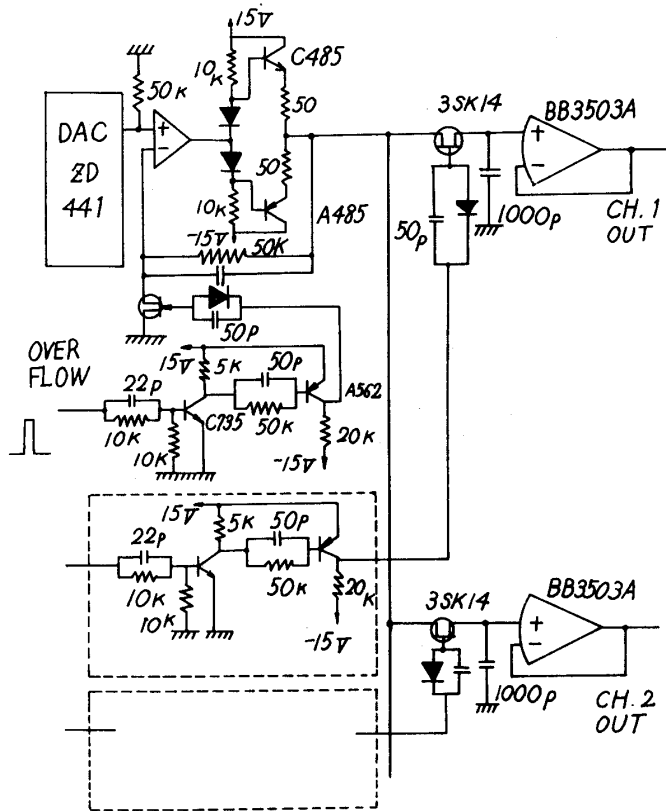 15V
C485
50K
10K
DAC
ZD
441
+
−
50
50
10K
A485
-15V
50K
3SK14
BB3503A
+
−
1000p
50p
CH.1
OUT
50P
OVER
FLOW
15V
5K
50P
A562
22P
10K
C735
50K
10K
20K
-15V
15V
5K
50P
22P
10K
50K
10K
20K
-15V
3SK14
BB3503A
+
−
1000p
CH.2
OUT